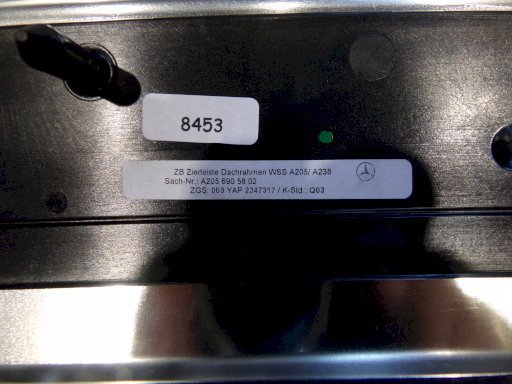 8453
ZB Zierleiste Dachrahmen WSS A205/ A238
Sach-Nr.: A205 690 58 02
ZGS: 003 YAP 2347317 / K-Std.: Q03